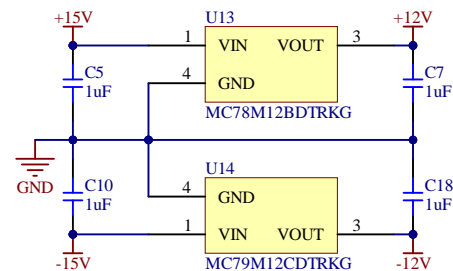 +15V
U13
+12V
1
VIN
VOUT
3
C5
1uF
4
GND
C7
1uF
MC78M12BDTRKG
GND
U14
C10
1uF
4
GND
C18
1uF
1
VIN
VOUT
3
-15V
MC79M12CDTRKG
-12V